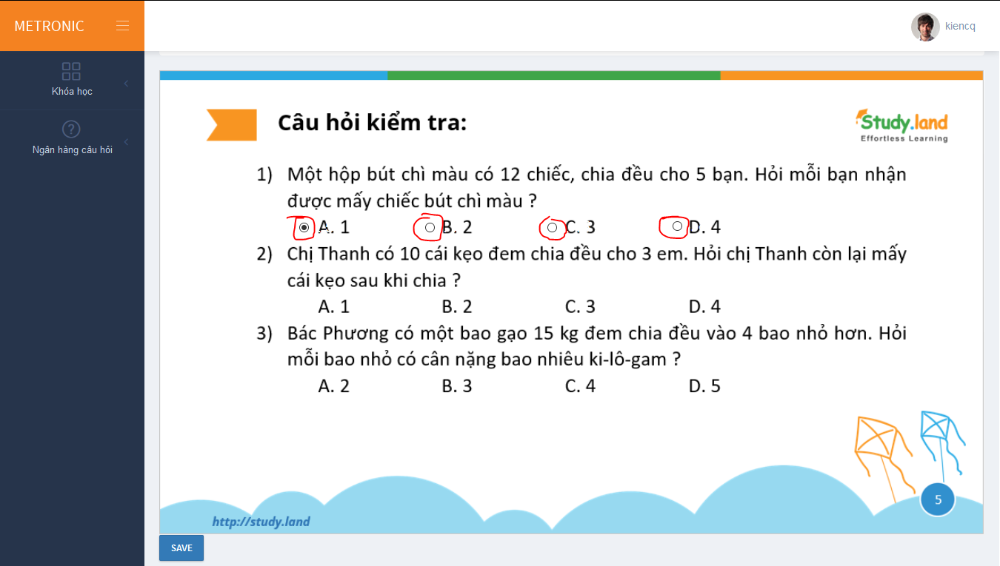 METRONIC
kiencq
Khóa học
?
Ngân hàng câu hỏi
Câu hỏi kiểm tra:
Study.land
Effortless Learning
1) Một hộp bút chì màu có 12 chiếc, chia đều cho 5 bạn. Hỏi mỗi bạn nhận
được mấy chiếc bút chì màu ?
A. 1 B. 2 C. 3 D. 4
2) Chị Thanh có 10 cái kẹo đem chia đều cho 3 em. Hỏi chị Thanh còn lại mấy
cái kẹo sau khi chia ?
A. 1 B. 2 C. 3 D. 4
3) Bác Phương có một bao gạo 15 kg đem chia đều vào 4 bao nhỏ hơn. Hỏi
mỗi bao nhỏ có cân nặng bao nhiêu ki-lô-gam ?
A. 2 B. 3 C. 4 D. 5
5
http://study.land
SAVE